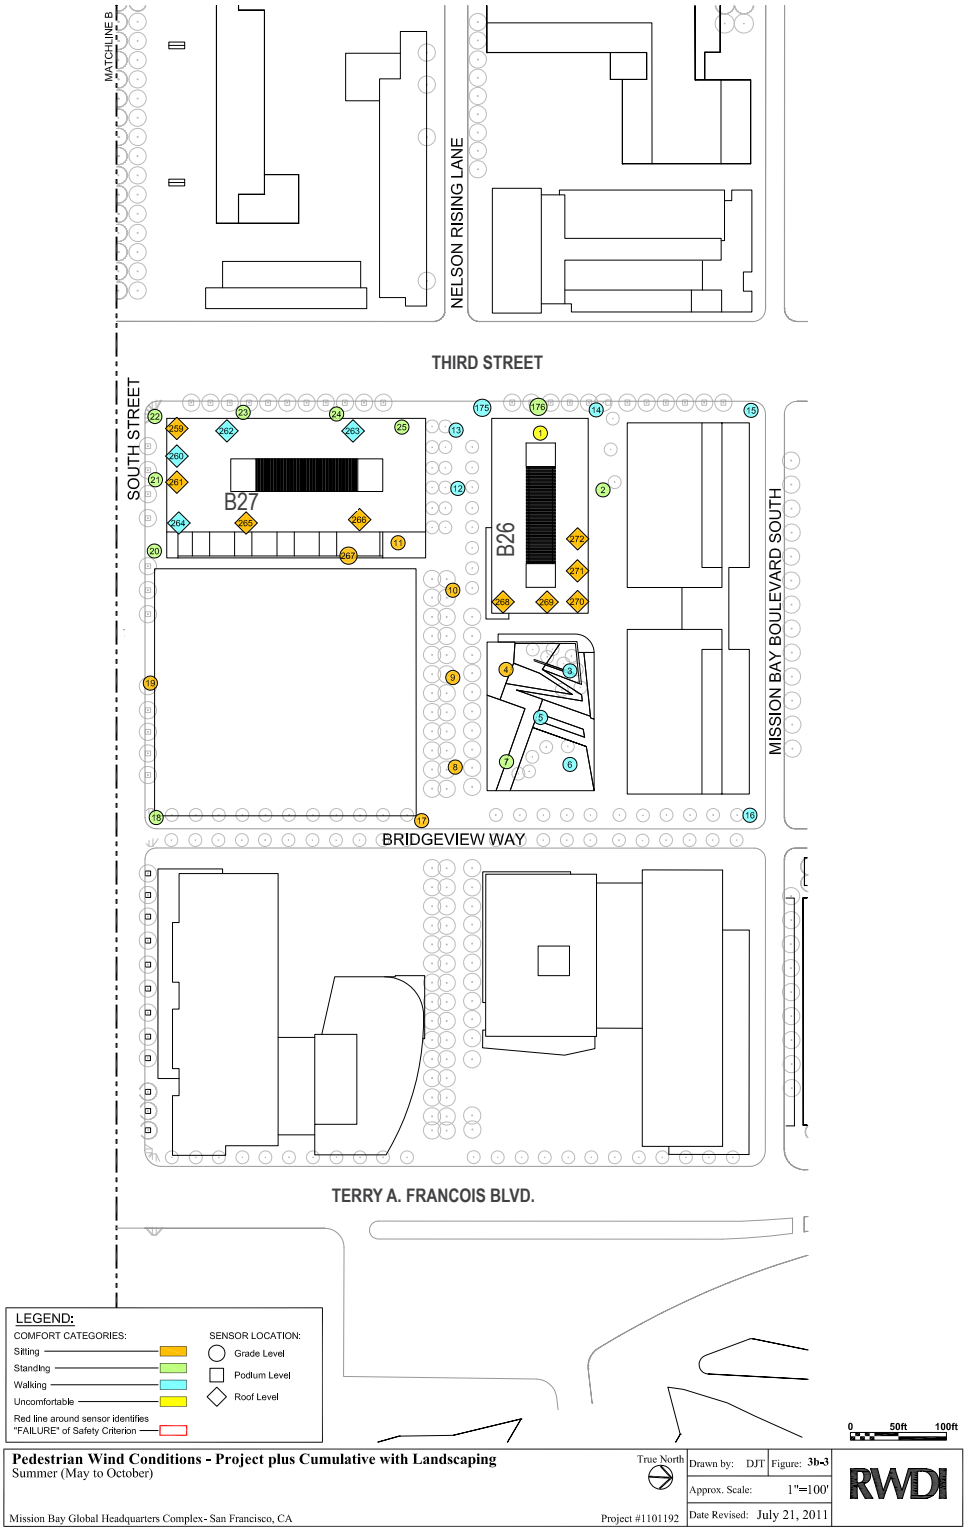 MATCHLINE B
NELSON RISING LANE
THIRD STREET
SOUTH STREET
22
23
24
25
175
176
14
15
13
1
259
262
263
260
261
21
12
2
B27
264
265
266
11
20
267
B26
272
271
268
269
270
10
MISSION BAY BOULEVARD SOUTH
4
3
9
19
5
7
6
8
18
17
16
BRIDGEVIEW WAY
TERRY A. FRANCOIS BLVD.
LEGEND:
COMFORT CATEGORIES:
Sitting
Standing
Walking
Uncomfortable
Red line around sensor identifies
"FAILURE" of Safety Criterion
SENSOR LOCATION:
Grade Level
Podium Level
Roof Level
0 50ft 100ft
Pedestrian Wind Conditions - Project plus Cumulative with Landscaping
Summer (May to October)
Mission Bay Global Headquarters Complex- San Francisco, CA
True North
Project #1101192
Drawn by: DJT Figure: 3b-3
Approx. Scale: 1"=100'
Date Revised: July 21, 2011
RWDI